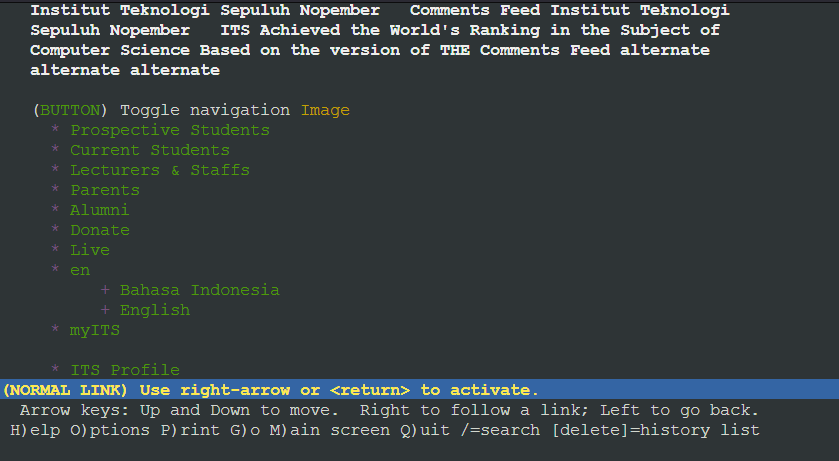 Institut Teknologi Sepuluh Nopember   Comments Feed Institut Teknologi
Sepuluh Nopember   ITS Achieved the World's Ranking in the Subject of
Computer Science Based on the version of THE Comments Feed alternate
alternate alternate
(BUTTON) Toggle navigation Image
* Prospective Students
* Current Students
* Lecturers & Staffs
* Parents
* Alumni
* Donate
* Live
* en
+ Bahasa Indonesia
+ English
* myITS
* ITS Profile
(NORMAL LINK) Use right-arrow or <return> to activate.
Arrow keys: Up and Down to move.  Right to follow a link; Left to go back.
H)elp O)ptions P)rint G)o M)ain screen Q)uit /=search [delete]=history list